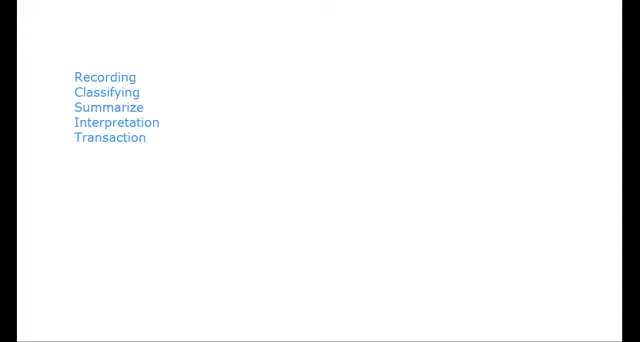 Recording
Classifying
Summarize
Interpretation
Transaction